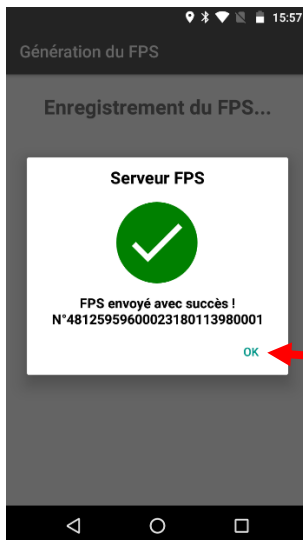 15:57
Génération du FPS
Enregistrement du FPS...
Serveur FPS
FPS envoyé avec succès !
N°48125959600023180113980001
OK